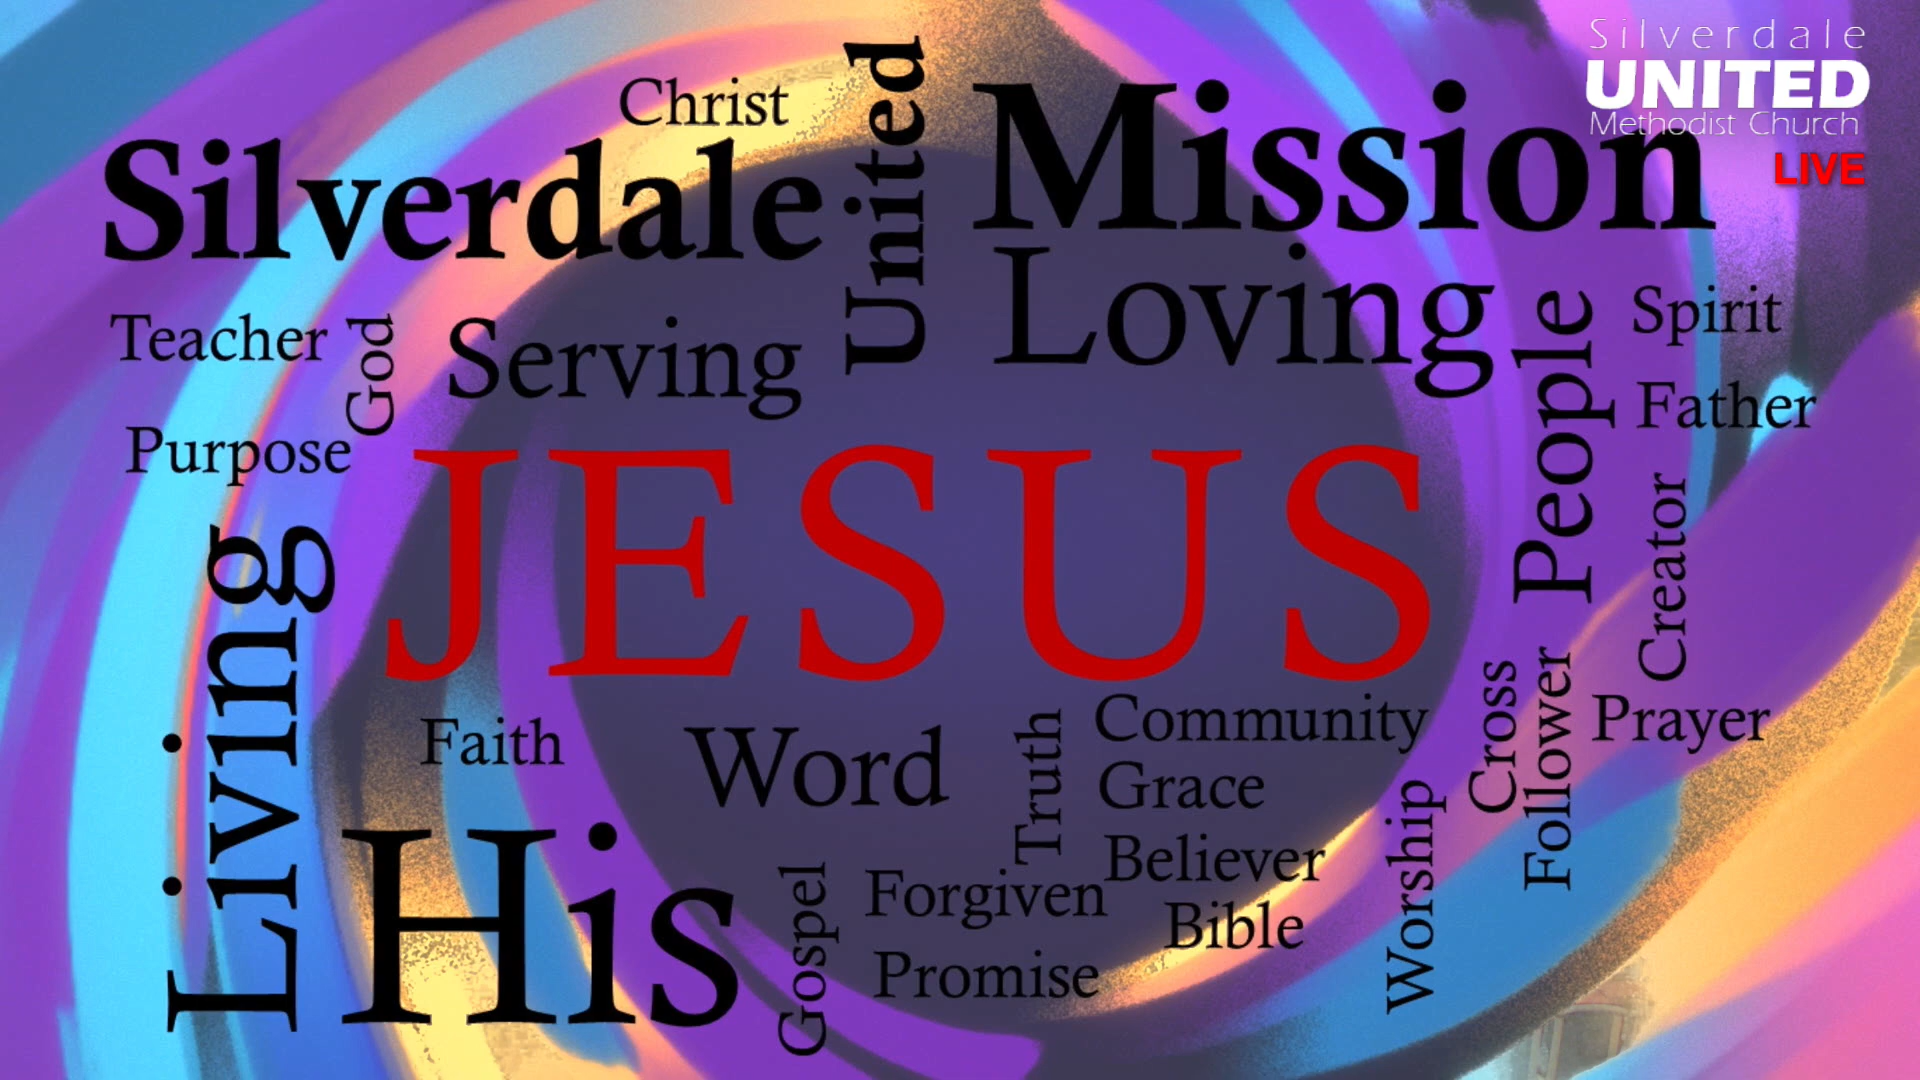 Silverdale
UNITED
Methodist Church
LIVE
Christ
Silverdale
United
Mission
Loving
Teacher
God
Serving
People
Spirit
Father
Purpose
JESUS
Living
Creator
Faith
Word
Truth
Community
Cross
Follower
Prayer
Grace
His
Gospel
Forgiven
Believer
Worship
Bible
Promise